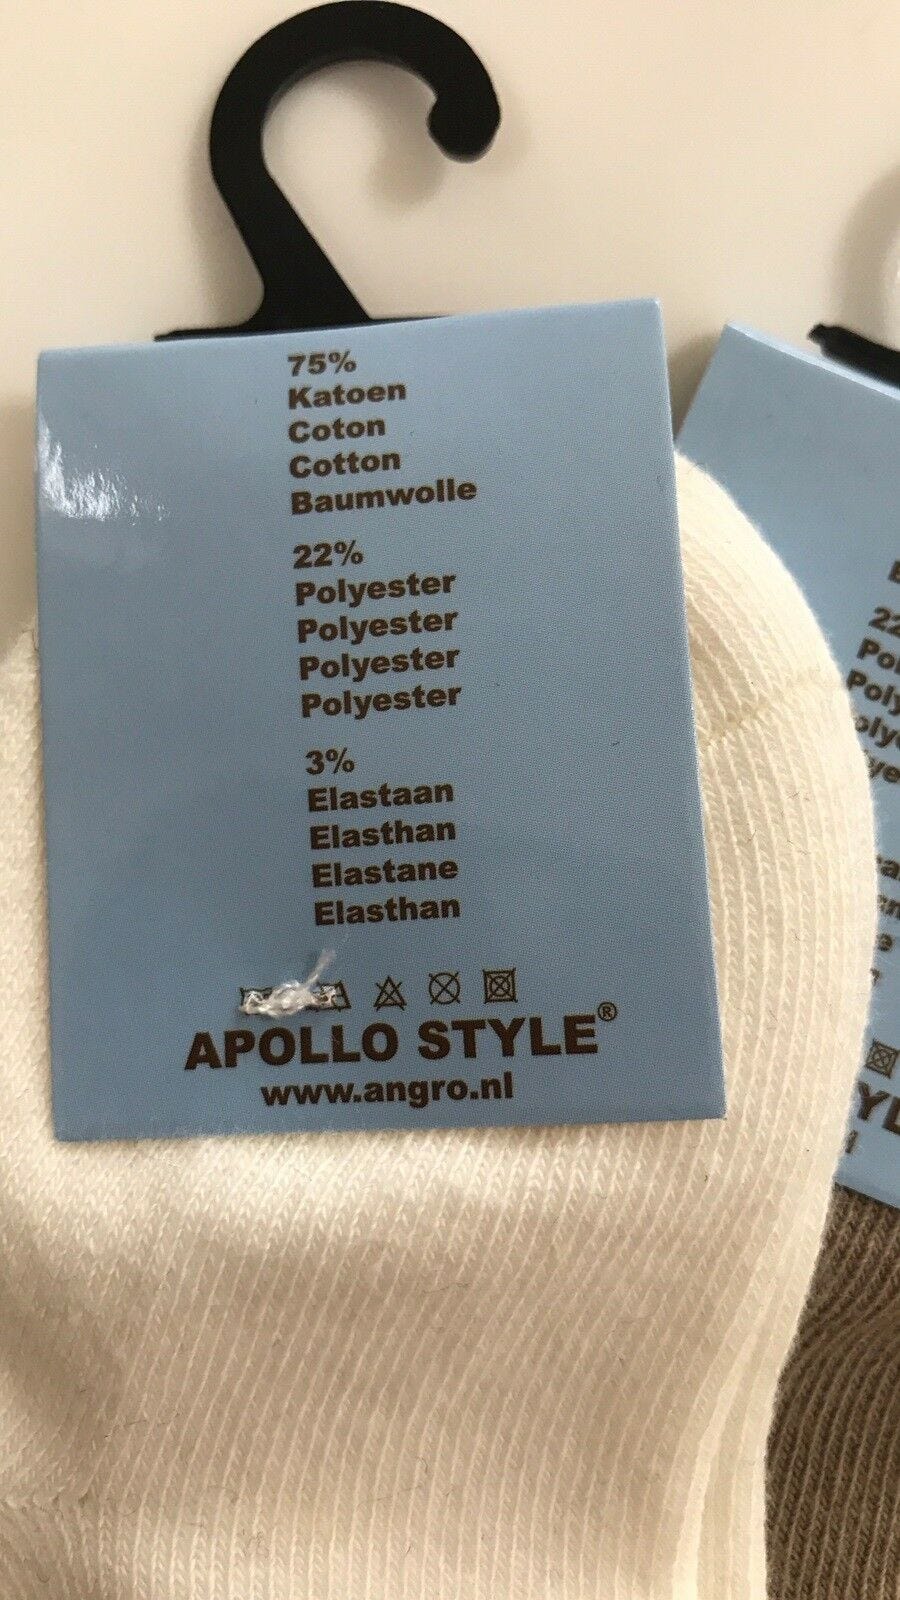 75%
Katoen
Coton
Cotton
Baumwolle
22%
Polyester
Polyester
Polyester
Polyester
3%
Elastaan
Elasthan
Elastane
Elasthan
APOLLO STYLE®
www.angro.nl